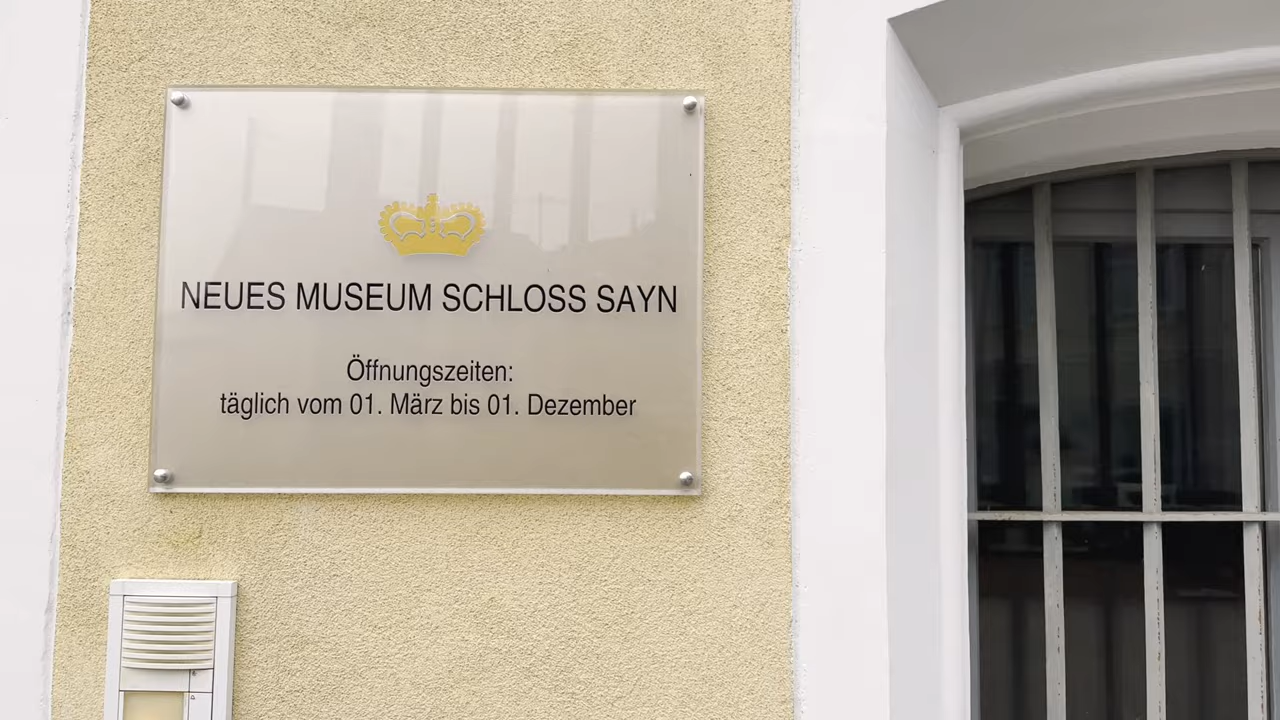 NEUES MUSEUM SCHLOSS SAYN
Öffnungszeiten:
täglich vom 01. März bis 01. Dezember